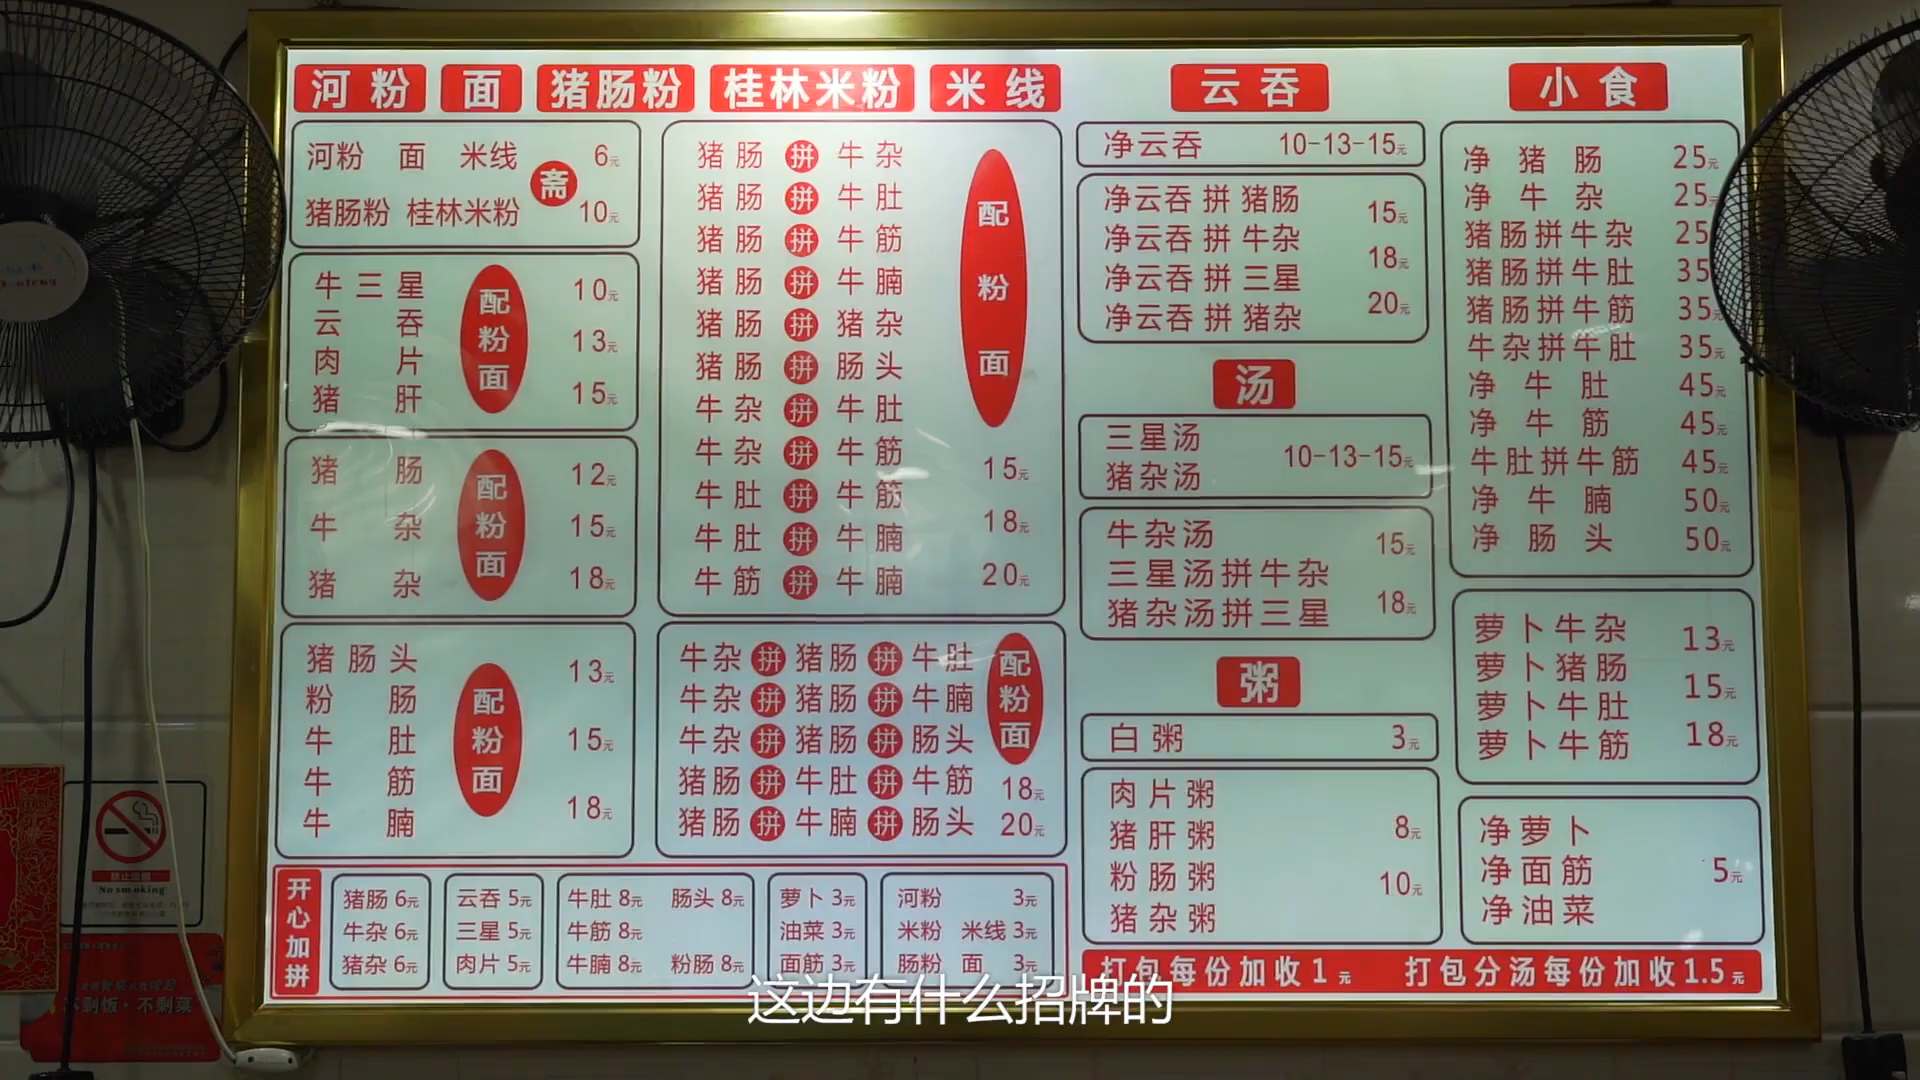 河粉 面 猪肠粉 桂林米粉 米线
河粉 面 米线 6元
斋
猪肠粉 桂林米粉 10元
牛三星
云吞
肉片
猪肝
配粉面
10元
13元
15元
猪肠
牛杂
猪杂
配粉面
12元
15元
18元
猪肠头
粉肠
牛肚
牛筋
牛腩
配粉面
13元
15元
18元
猪肠 拼 牛杂
猪肠 拼 牛肚
猪肠 拼 牛筋
猪肠 拼 牛腩
猪肠 拼 猪杂
猪肠 拼 肠头
牛杂 拼 牛肚
牛杂 拼 牛筋
牛肚 拼 牛筋
牛肚 拼 牛腩
牛筋 拼 牛腩
配粉面
15元
18元
20元
牛杂 拼 猪肠 拼 牛肚
牛杂 拼 猪肠 拼 牛腩
牛杂 拼 猪肠 拼 肠头
猪肠 拼 牛肚 拼 牛筋
猪肠 拼 牛腩 拼 肠头
配粉面
18元
20元
云吞
净云吞 10-13-15元
净云吞 拼 猪肠
净云吞 拼 牛杂
净云吞 拼 三星
净云吞 拼 猪杂
15元
18元
20元
汤
三星汤
猪杂汤
10-13-15元
牛杂汤
三星汤拼牛杂
猪杂汤拼三星
15元
18元
粥
白粥 3元
肉片粥
猪肝粥
粉肠粥
猪杂粥
8元
10元
小食
净猪肠 25元
净牛杂 25元
猪肠拼牛杂 25
猪肠拼牛肚 35
猪肠拼牛筋 35元
牛杂拼牛肚 35元
净牛肚 45元
净牛筋 45元
牛肚拼牛筋 45元
净牛腩 50元
净肠头 50元
萝卜牛杂
萝卜猪肠
萝卜牛肚
萝卜牛筋
13元
15元
18元
净萝卜
净面筋
净油菜
5元
开心加拼
猪肠 6元
牛杂 6元
猪杂 6元
云吞 5元
三星 5元
肉片 5元
牛肚 8元 肠头 8元
牛筋 8元
牛腩 8元 粉肠 8元
萝卜 3元
油菜 3元
面筋 3元
河粉 3元
米粉 米线 3元
肠粉 面 3元
打包每份加收1元 打包分汤每份加收1.5元
No smoking
不剩饭·不剩菜
这边有什么招牌的